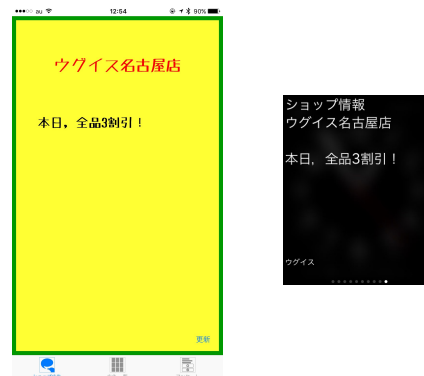 au 12:54 90%
ウグイス名古屋店
本日，全品3割引！
更新
ショップ情報
ウグイス名古屋店
本日，全品3割引！
ウグイス